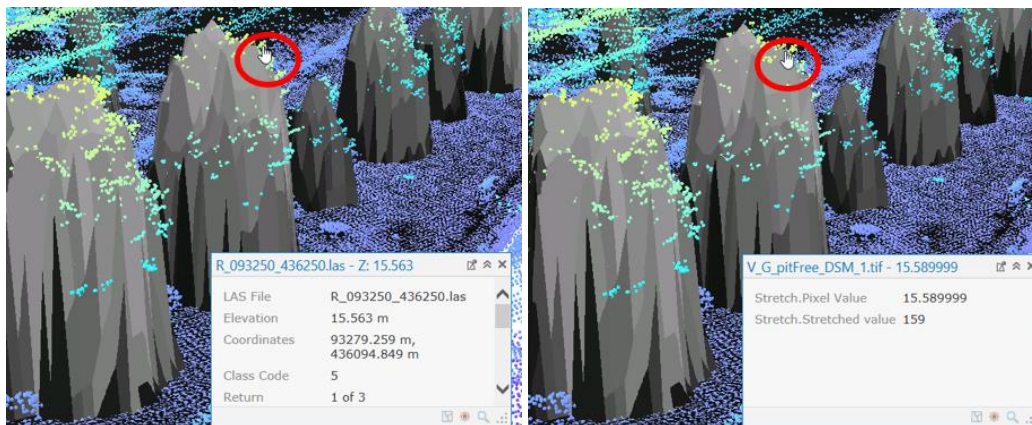 R_093250_436250.las - Z: 15.563
LAS File R_093250_436250.las
Elevation 15.563 m
Coordinates 93279.259 m,
436094.849 m
Class Code 5
Return 1 of 3
V_G_pitFree_DSM_1.tif - 15.589999
Stretch.Pixel Value 15.589999
Stretch.Stretched value 159